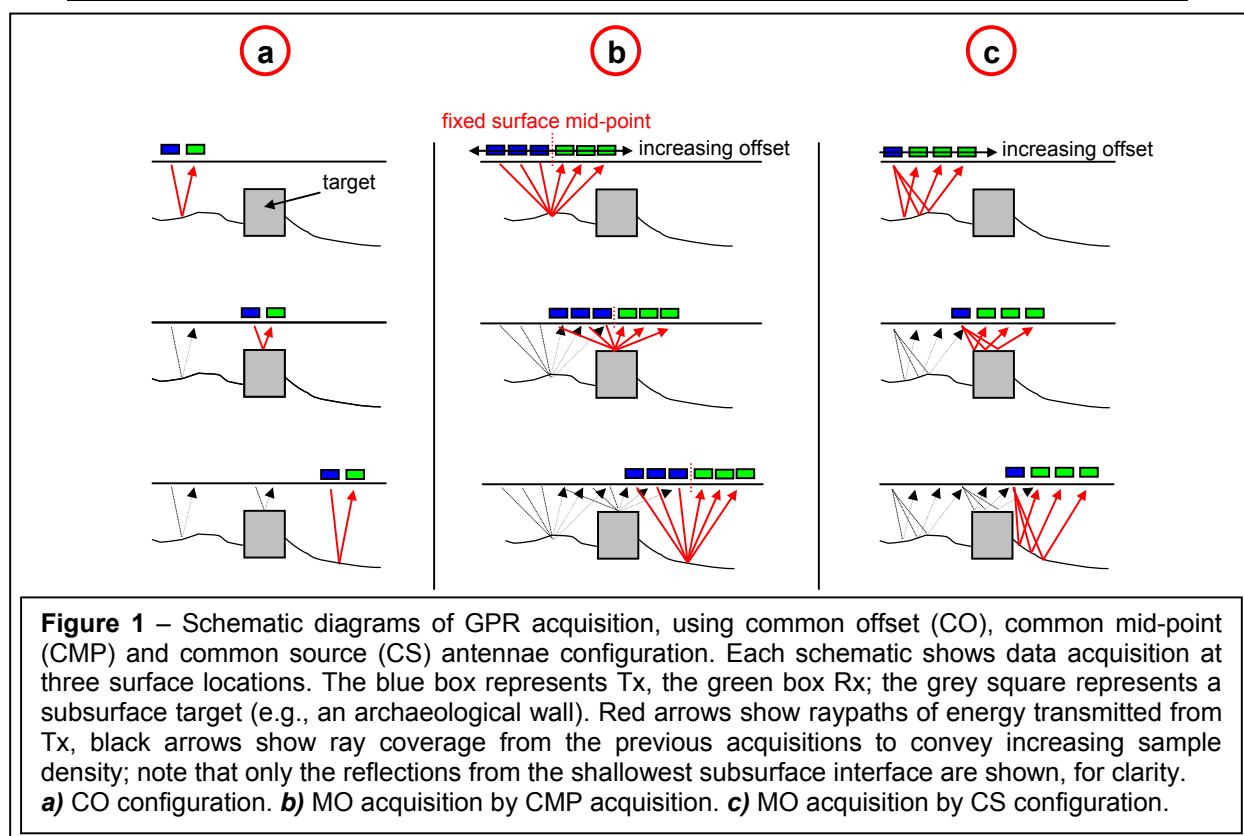 a
b
c
fixed surface mid-point
increasing offset
increasing offset
target
Figure 1 – Schematic diagrams of GPR acquisition, using common offset (CO), common mid-point
(CMP) and common source (CS) antennae configuration. Each schematic shows data acquisition at
three surface locations. The blue box represents Tx, the green box Rx; the grey square represents a
subsurface target (e.g., an archaeological wall). Red arrows show raypaths of energy transmitted from
Tx, black arrows show ray coverage from the previous acquisitions to convey increasing sample
density; note that only the reflections from the shallowest subsurface interface are shown, for clarity.
a) CO configuration. b) MO acquisition by CMP acquisition. c) MO acquisition by CS configuration.